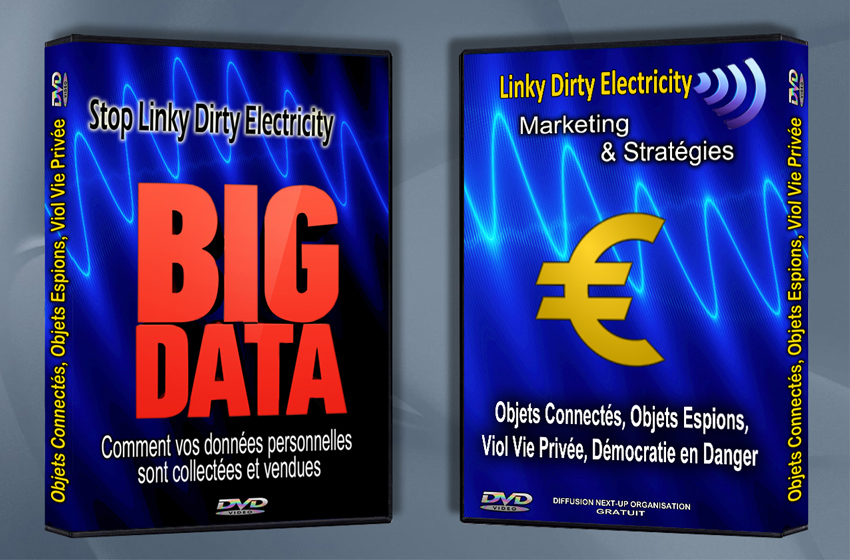 DVD
VIDEO
Objets Connectés, Objets Espions, Viol Vie Privée
Stop Linky Dirty Electricity
BIG
DATA
Comment vos données personnelles
sont collectées et vendues
DVD
VIDEO
Linky Dirty Electricity
Marketing
& Stratégies
€
Objets Connectés, Objets Espions,
Viol Vie Privée, Démocratie en Danger
DVD
VIDEO
DIFFUSION NEXT-UP ORGANISATION
GRATUIT
DVD
VIDEO
Objets Connectés, Objets Espions, Viol Vie Privée